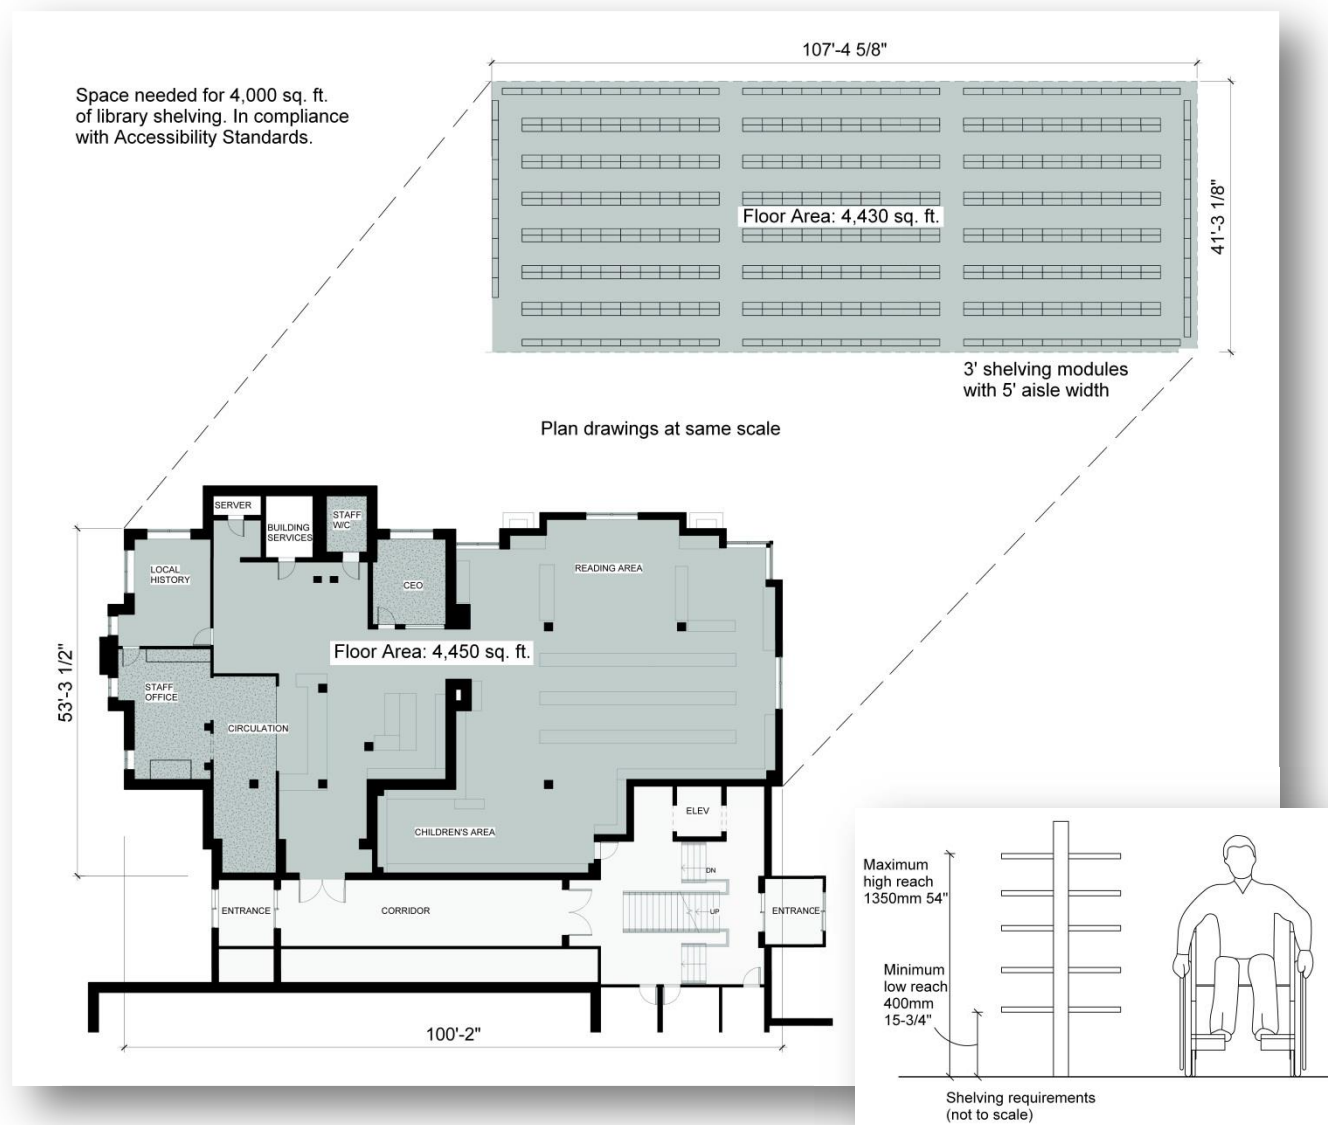 Space needed for 4,000 sq. ft.
of library shelving. In compliance
with Accessibility Standards.
107'-4 5/8"
Floor Area: 4,430 sq. ft.
41'-3 1/8"
3' shelving modules
with 5' aisle width
Plan drawings at same scale
SERVER
BUILDING
SERVICES
STAFF
W/C
LOCAL
HISTORY
CEO
READING AREA
Floor Area: 4,450 sq. ft.
53'-3 1/2"
STAFF
OFFICE
CIRCULATION
CHILDREN'S AREA
ELEV
DN
UP
ENTRANCE
CORRIDOR
ENTRANCE
100'-2"
Maximum
high reach
1350mm 54"
Minimum
low reach
400mm
15-3/4"
Shelving requirements
(not to scale)